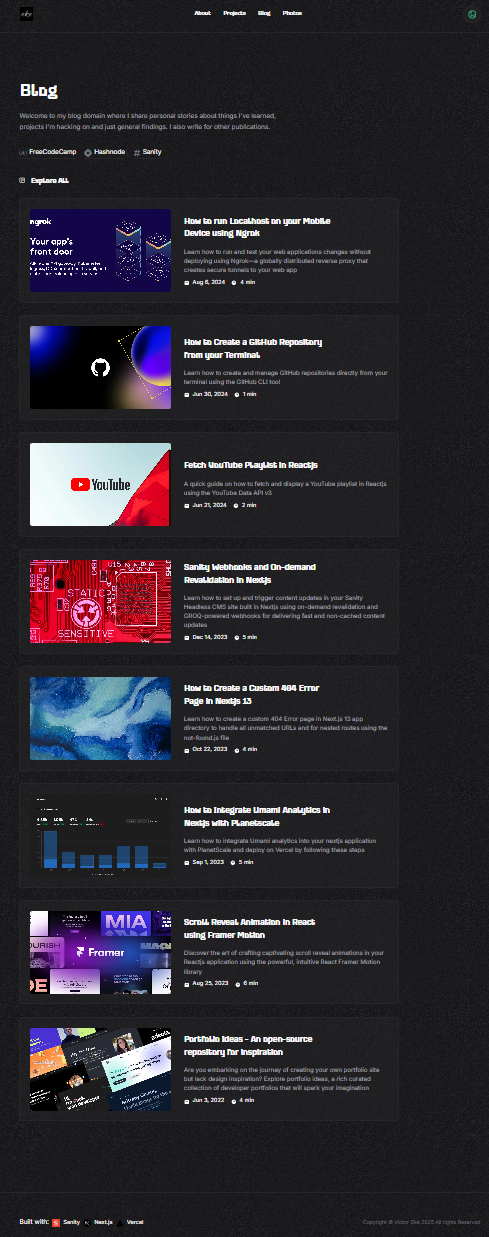 About Projects Blog Photos
Blog
Welcome to my blog domain where I share personal stories about things I've learned,
projects I'm hacking on and just general findings. I also write for other publications.
FreeCodeCamp Hashnode Sanity
Explore All
ngrok
Your app's
front door
How to run Localhost on your Mobile
Device using Ngrok
Learn how to run and test your web applications changes without
deploying using Ngrok—a globally distributed reverse proxy that
creates secure tunnels to your web app
Aug 6, 2024 4 min
How to Create a GitHub Repository
from your Terminal
Learn how to create and manage GitHub repositories directly from your
terminal using the GitHub CLI tool
Jun 30, 2024 1 min
YouTube
Fetch YouTube Playlist in Reactjs
A quick guide on how to fetch and display a YouTube playlist in Reactjs
using the YouTube Data API v3
Jun 21, 2024 2 min
STATIC
SENSITIVE
Sanity Webhooks and On-demand
Revalidation in Nextjs
Learn how to set up and trigger content updates in your Sanity
Headless CMS site built in Nextjs using on-demand revalidation and
GROQ-powered webhooks for delivering fast and non-cached content
updates
Dec 14, 2023 5 min
How to Create a Custom 404 Error
Page in Nextjs 13
Learn how to create a custom 404 Error page in Next.js 13 app
directory to handle all unmatched URLs and for nested routes using the
not-found.js file
Oct 22, 2023 4 min
How to Integrate Umami Analytics in
Nextjs with Planetscale
Learn how to integrate Umami analytics into your nextjs application
with PlanetScale and deploy on Vercel by following these steps
Sep 1, 2023 5 min
MIA
Framer
Scroll Reveal Animation in React
using Framer Motion
Discover the art of crafting captivating scroll reveal animations in your
Reactjs application using the powerful, intuitive React Framer Motion
library
Aug 25, 2023 6 min
Portfolio Ideas - An open-source
repository for inspiration
Are you embarking on the journey of creating your own portfolio site
but lack design inspiration? Explore portfolio ideas, a rich curated
collection of developer portfolios that will spark your imagination
Jun 3, 2022 4 min
Built with: Sanity Next.js Vercel
Copyright © Victor Eke 2025 All rights Reserved.